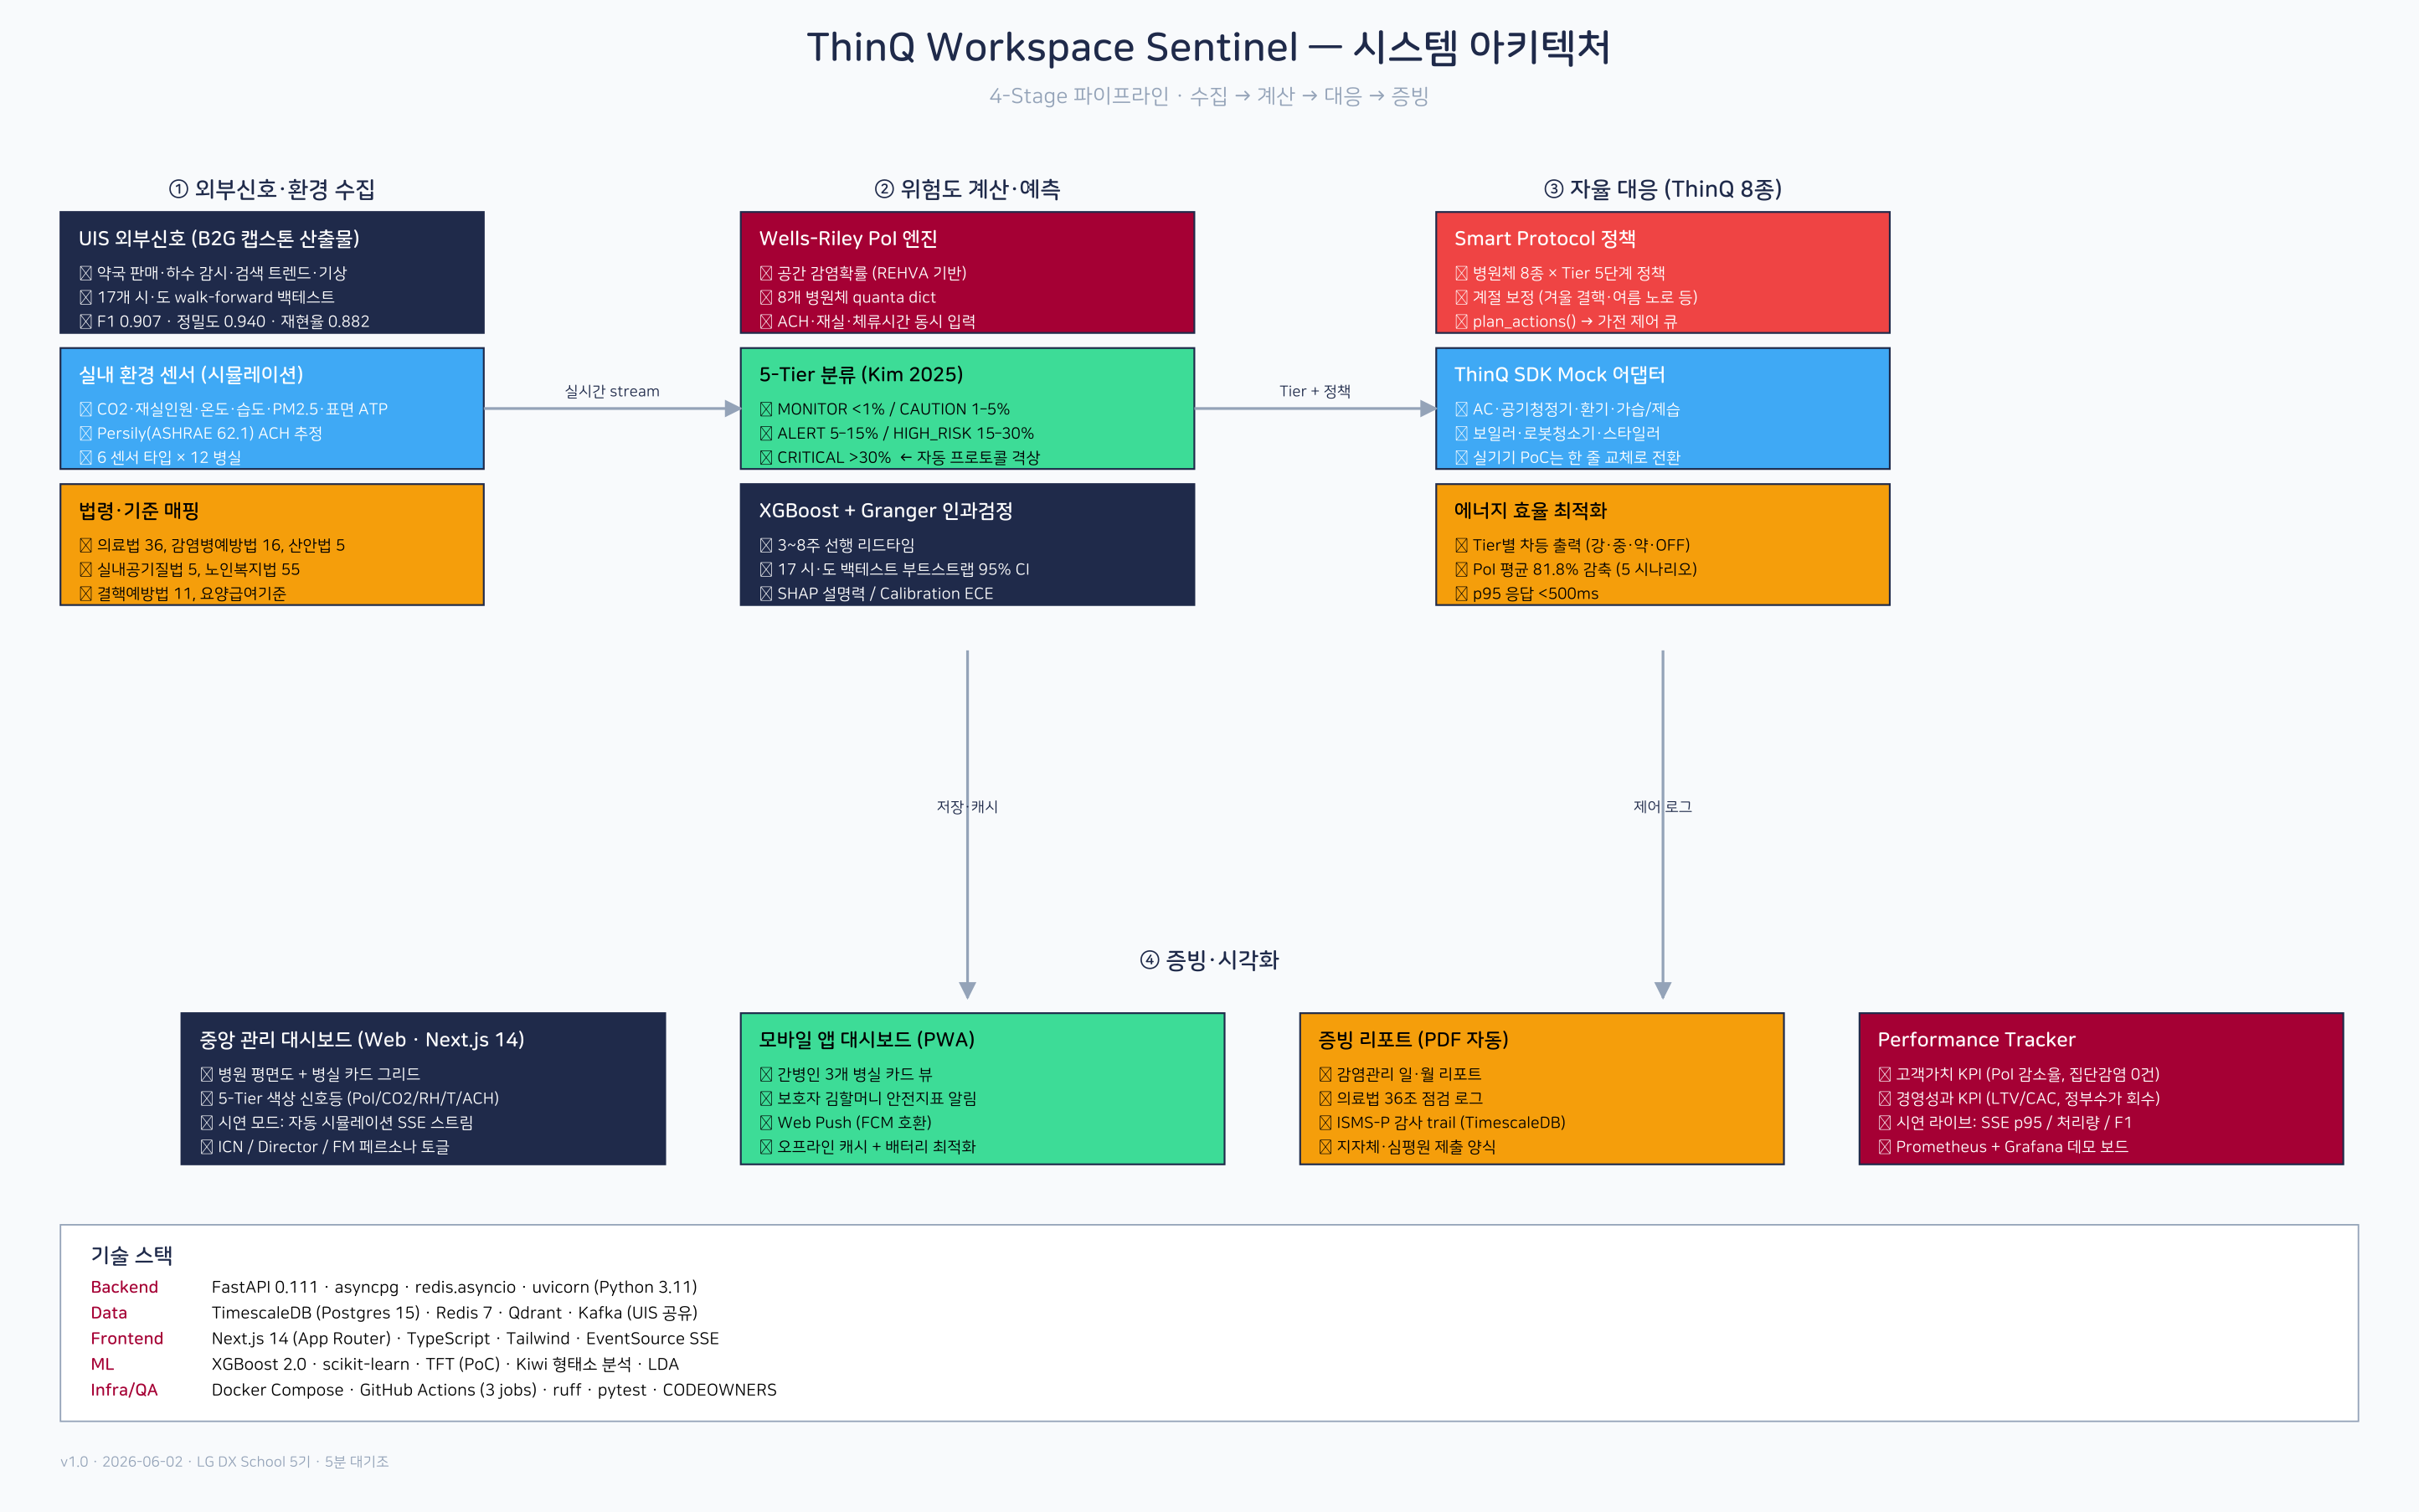 ThinQ Workspace Sentinel — 시스템 아키텍처
4-Stage 파이프라인 · 수집 → 계산 → 대응 → 증빙
① 외부신호·환경 수집
UIS 외부신호 (B2G 캡스톤 산출물)
약국 판매·하수 감시·검색 트렌드·기상
17개 시·도 walk-forward 백테스트
F1 0.907 · 정밀도 0.940 · 재현율 0.882
실내 환경 센서 (시뮬레이션)
CO2·재실인원·온도·습도·PM2.5·표면 ATP
Persily(ASHRAE 62.1) ACH 추정
6 센서 타입 × 12 병실
법령·기준 매핑
의료법 36, 감염병예방법 16, 산안법 5
실내공기질법 5, 노인복지법 55
결핵예방법 11, 요양급여기준
실시간 stream
② 위험도 계산·예측
Wells-Riley PoI 엔진
공간 감염확률 (REHVA 기반)
8개 병원체 quanta dict
ACH·재실·체류시간 동시 입력
5-Tier 분류 (Kim 2025)
MONITOR <1% / CAUTION 1–5%
ALERT 5–15% / HIGH_RISK 15–30%
CRITICAL >30% ← 자동 프로토콜 격상
XGBoost + Granger 인과검정
3~8주 선행 리드타임
17 시·도 백테스트 부트스트랩 95% CI
SHAP 설명력 / Calibration ECE
Tier + 정책
③ 자율 대응 (ThinQ 8종)
Smart Protocol 정책
병원체 8종 × Tier 5단계 정책
계절 보정 (겨울 결핵·여름 노로 등)
plan_actions() → 가전 제어 큐
ThinQ SDK Mock 어댑터
AC·공기청정기·환기·가습/제습
보일러·로봇청소기·스타일러
실기기 PoC는 한 줄 교체로 전환
에너지 효율 최적화
Tier별 차등 출력 (강·중·약·OFF)
PoI 평균 81.8% 감축 (5 시나리오)
p95 응답 <500ms
저장·캐시
제어 로그
④ 증빙·시각화
중앙 관리 대시보드 (Web · Next.js 14)
병원 평면도 + 병실 카드 그리드
5-Tier 색상 신호등 (PoI/CO2/RH/T/ACH)
시연 모드: 자동 시뮬레이션 SSE 스트림
ICN / Director / FM 페르소나 토글
모바일 앱 대시보드 (PWA)
간병인 3개 병실 카드 뷰
보호자 김할머니 안전지표 알림
Web Push (FCM 호환)
오프라인 캐시 + 배터리 최적화
증빙 리포트 (PDF 자동)
감염관리 일·월 리포트
의료법 36조 점검 로그
ISMS-P 감사 trail (TimescaleDB)
지자체·심평원 제출 양식
Performance Tracker
고객가치 KPI (PoI 감소율, 집단감염 0건)
경영성과 KPI (LTV/CAC, 정부수가 회수)
시연 라이브: SSE p95 / 처리량 / F1
Prometheus + Grafana 데모 보드
기술 스택
Backend FastAPI 0.111 · asyncpg · redis.asyncio · uvicorn (Python 3.11)
Data TimescaleDB (Postgres 15) · Redis 7 · Qdrant · Kafka (UIS 공유)
Frontend Next.js 14 (App Router) · TypeScript · Tailwind · EventSource SSE
ML XGBoost 2.0 · scikit-learn · TFT (PoC) · Kiwi 형태소 분석 · LDA
Infra/QA Docker Compose · GitHub Actions (3 jobs) · ruff · pytest · CODEOWNERS
v1.0 · 2026-06-02 · LG DX School 5기 · 5분 대기조